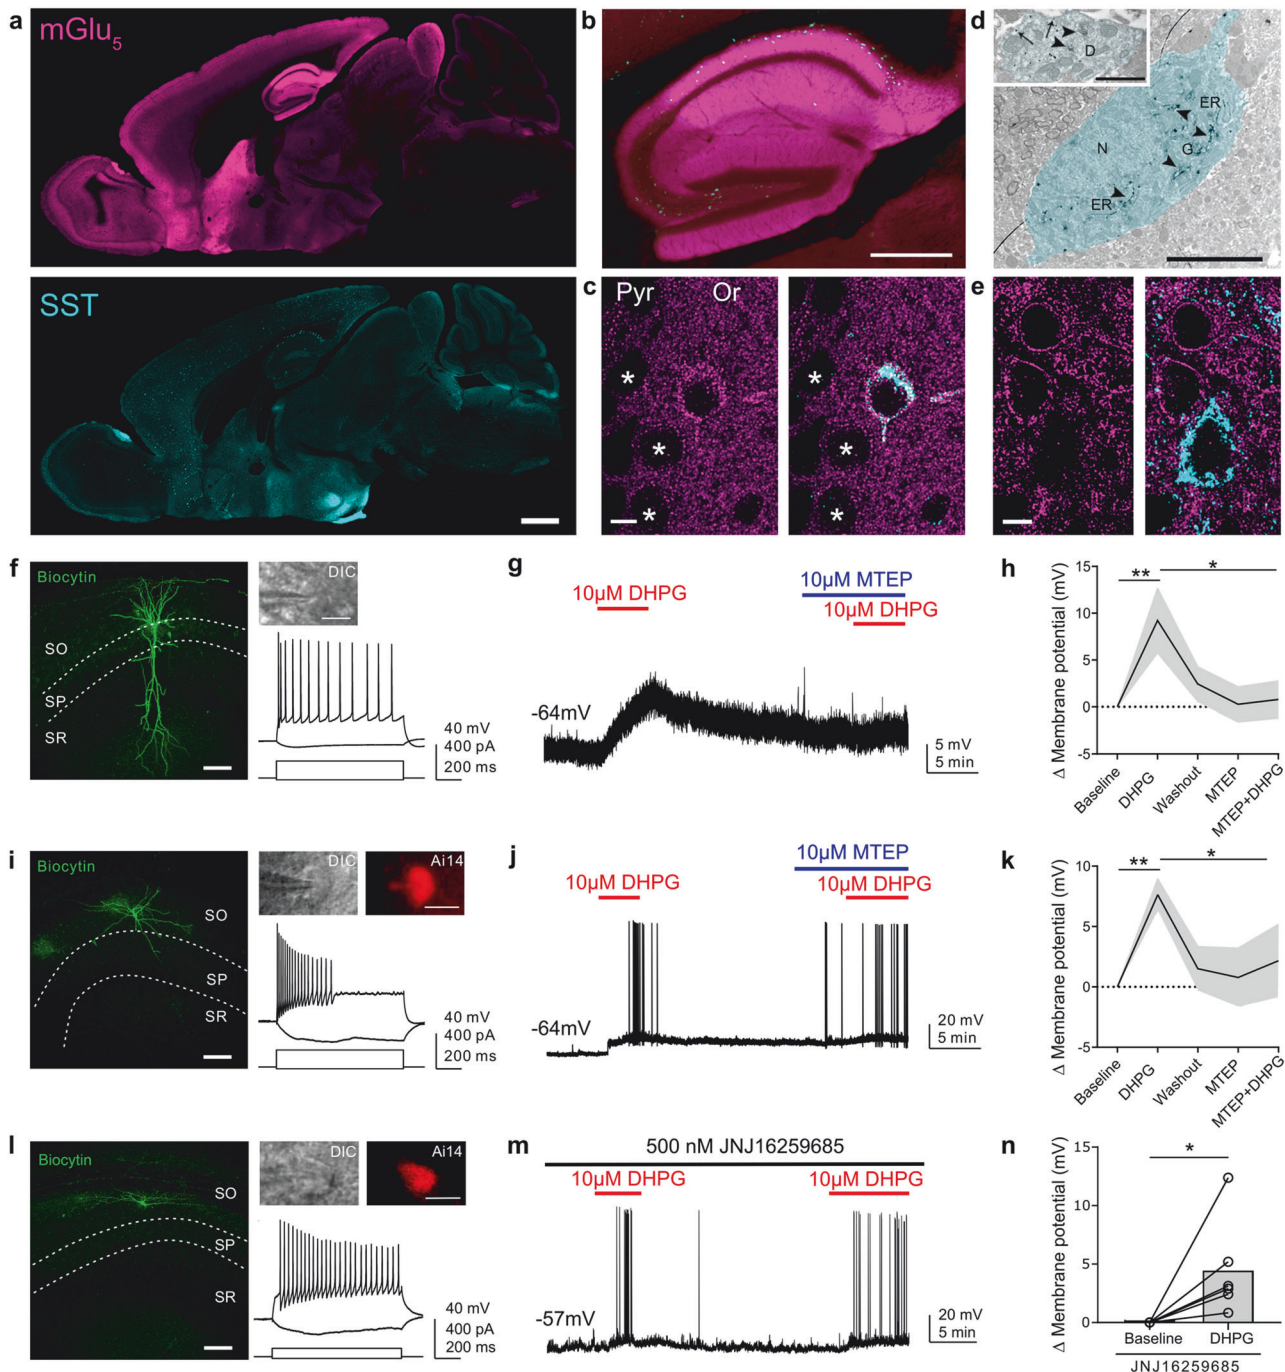 a
mGlu5
SST
b
c
Pyr Or
* *
* *
* *
d
D
ER
N
G
ER
e
f
Biocytin
SO
SP
SR
DIC
40 mV
400 pA
200 ms
g
10µM MTEP
10µM DHPG
10µM DHPG
-64mV
5 mV
5 min
h
** *
15
10
5
0
-5
Δ Membrane potential (mV)
Baseline
DHPG
Washout
MTEP
MTEP+DHPG
i
Biocytin
SO
SP
SR
DIC
Ai14
40 mV
400 pA
200 ms
j
10µM MTEP
10µM DHPG
10µM DHPG
-64mV
20 mV
5 min
k
** *
10
5
0
-5
Δ Membrane potential (mV)
Baseline
DHPG
Washout
MTEP
MTEP+DHPG
l
Biocytin
SO
SP
SR
DIC
Ai14
40 mV
400 pA
200 ms
m
500 nM JNJ16259685
10µM DHPG
10µM DHPG
-57mV
20 mV
5 min
n
*
15
10
5
0
Δ Membrane potential (mV)
Baseline DHPG
JNJ16259685